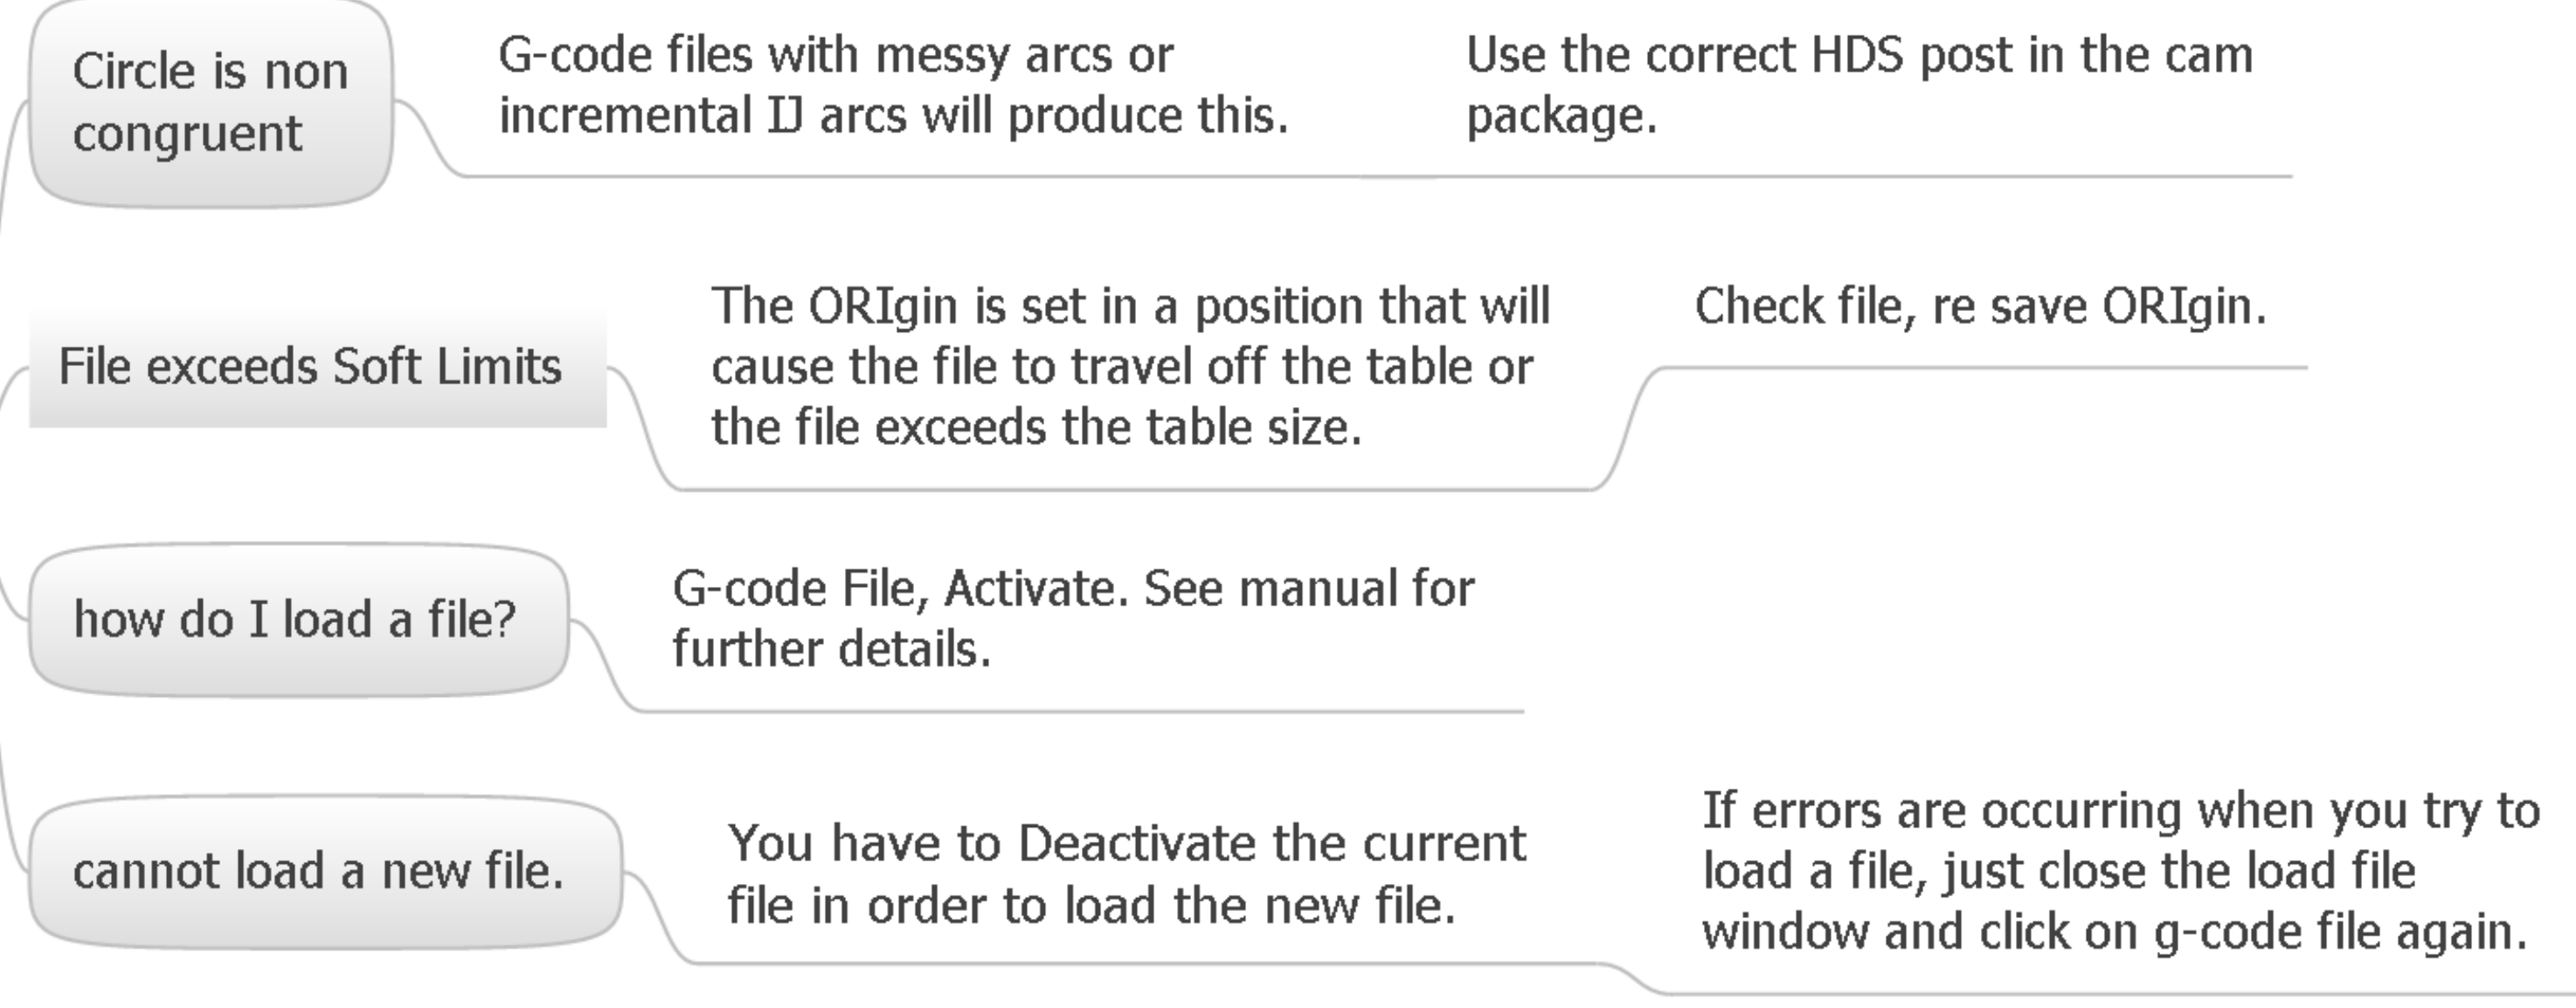 Circle is non
congruent
G-code files with messy arcs or
incremental IJ arcs will produce this.
Use the correct HDS post in the cam
package.
File exceeds Soft Limits
The ORIgin is set in a position that will
cause the file to travel off the table or
the file exceeds the table size.
Check file, re save ORIgin.
how do I load a file?
G-code File, Activate. See manual for
further details.
cannot load a new file.
You have to Deactivate the current
file in order to load the new file.
If errors are occurring when you try to
load a file, just close the load file
window and click on g-code file again.